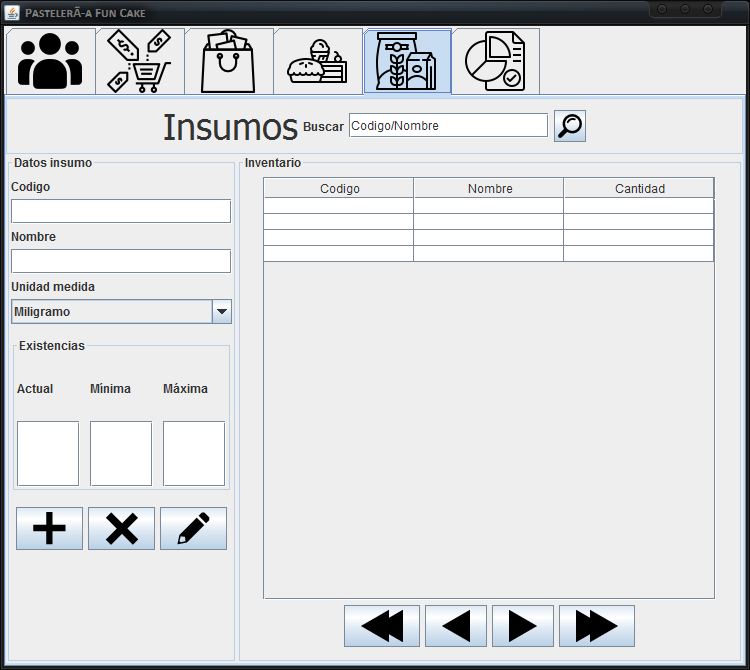 PastelerÃ-a Fun Cake
Insumos Buscar Codigo/Nombre
Datos insumo
Inventario
Codigo
Codigo Nombre Cantidad
Nombre
Unidad medida
Miligramo
Existencias
Actual Mínima Máxima